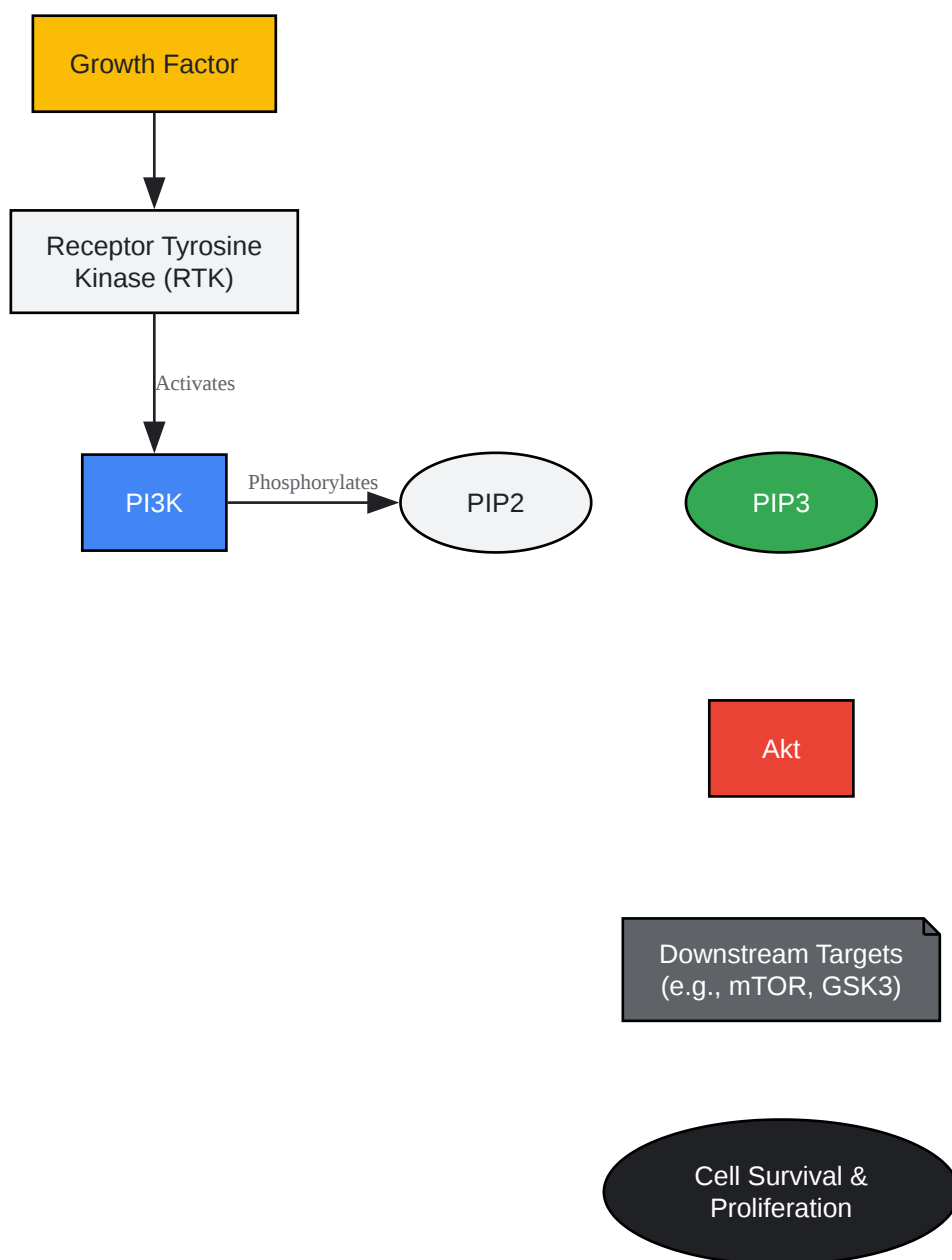 Growth Factor
Receptor Tyrosine
Kinase (RTK)
Activates
PI3K
Phosphorylates
PIP2
PIP3
Akt
Downstream Targets
(e.g., mTOR, GSK3)
Cell Survival &
Proliferation